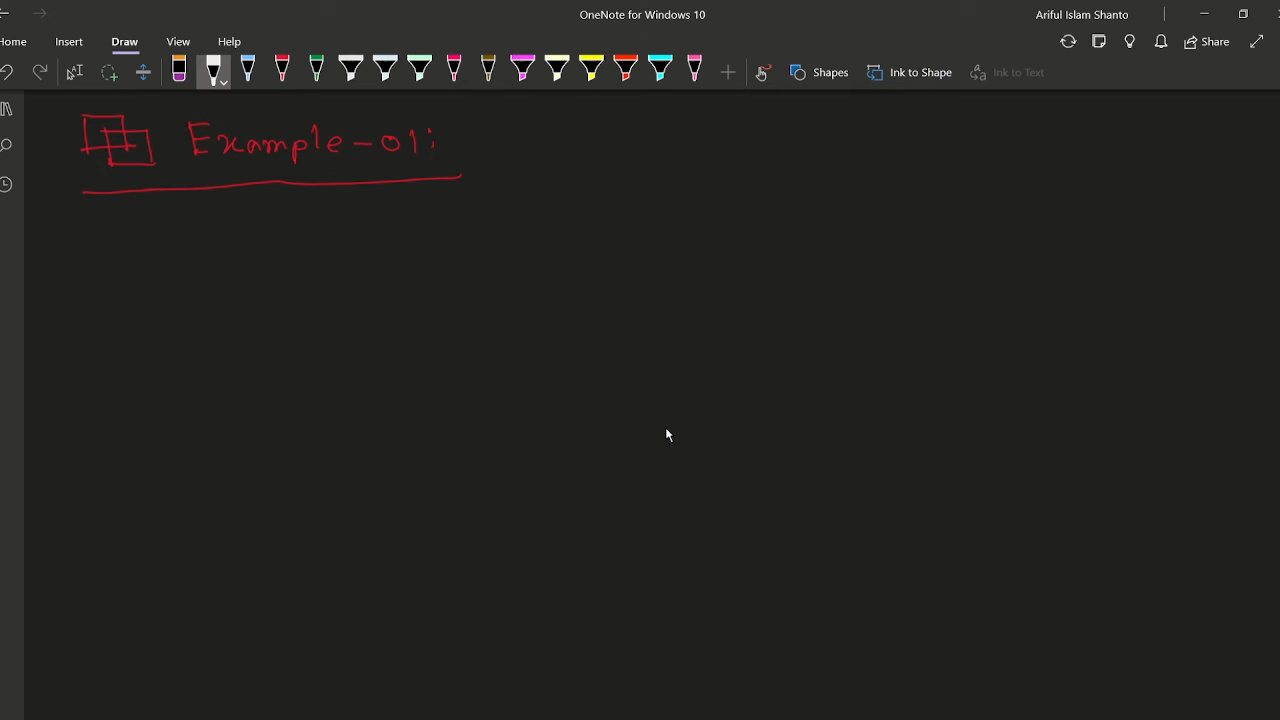 OneNote for Windows 10
Ariful Islam Shanto
Home Insert Draw View Help
Share
Shapes Ink to Shape Ink to Text
Example-01: